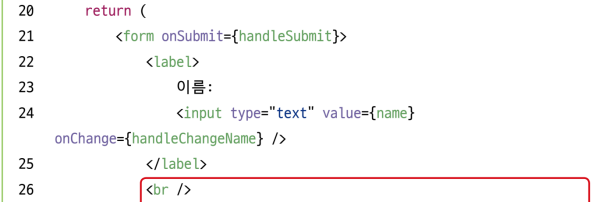 20 return (
21 <form onSubmit={handleSubmit}>
22 <label>
23 이름:
24 <input type="text" value={name}
onChange={handleChangeName} />
25 </label>
26 <br />